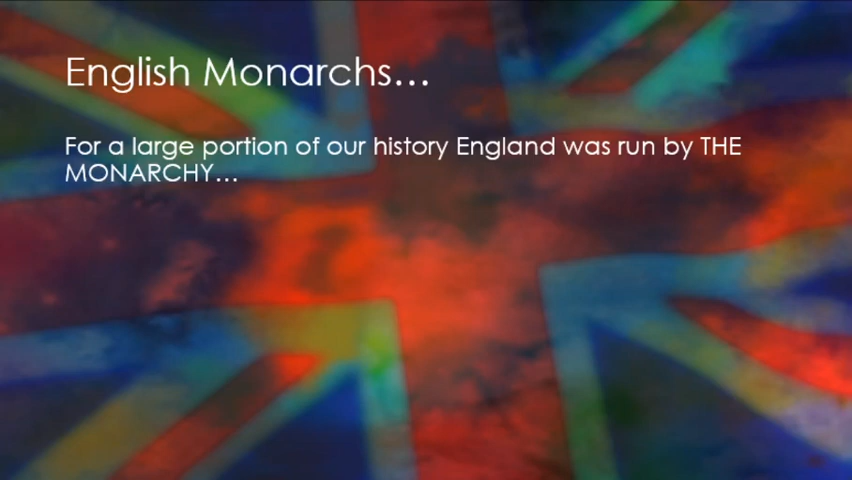 English Monarchs…
For a large portion of our history England was run by THE
MONARCHY…